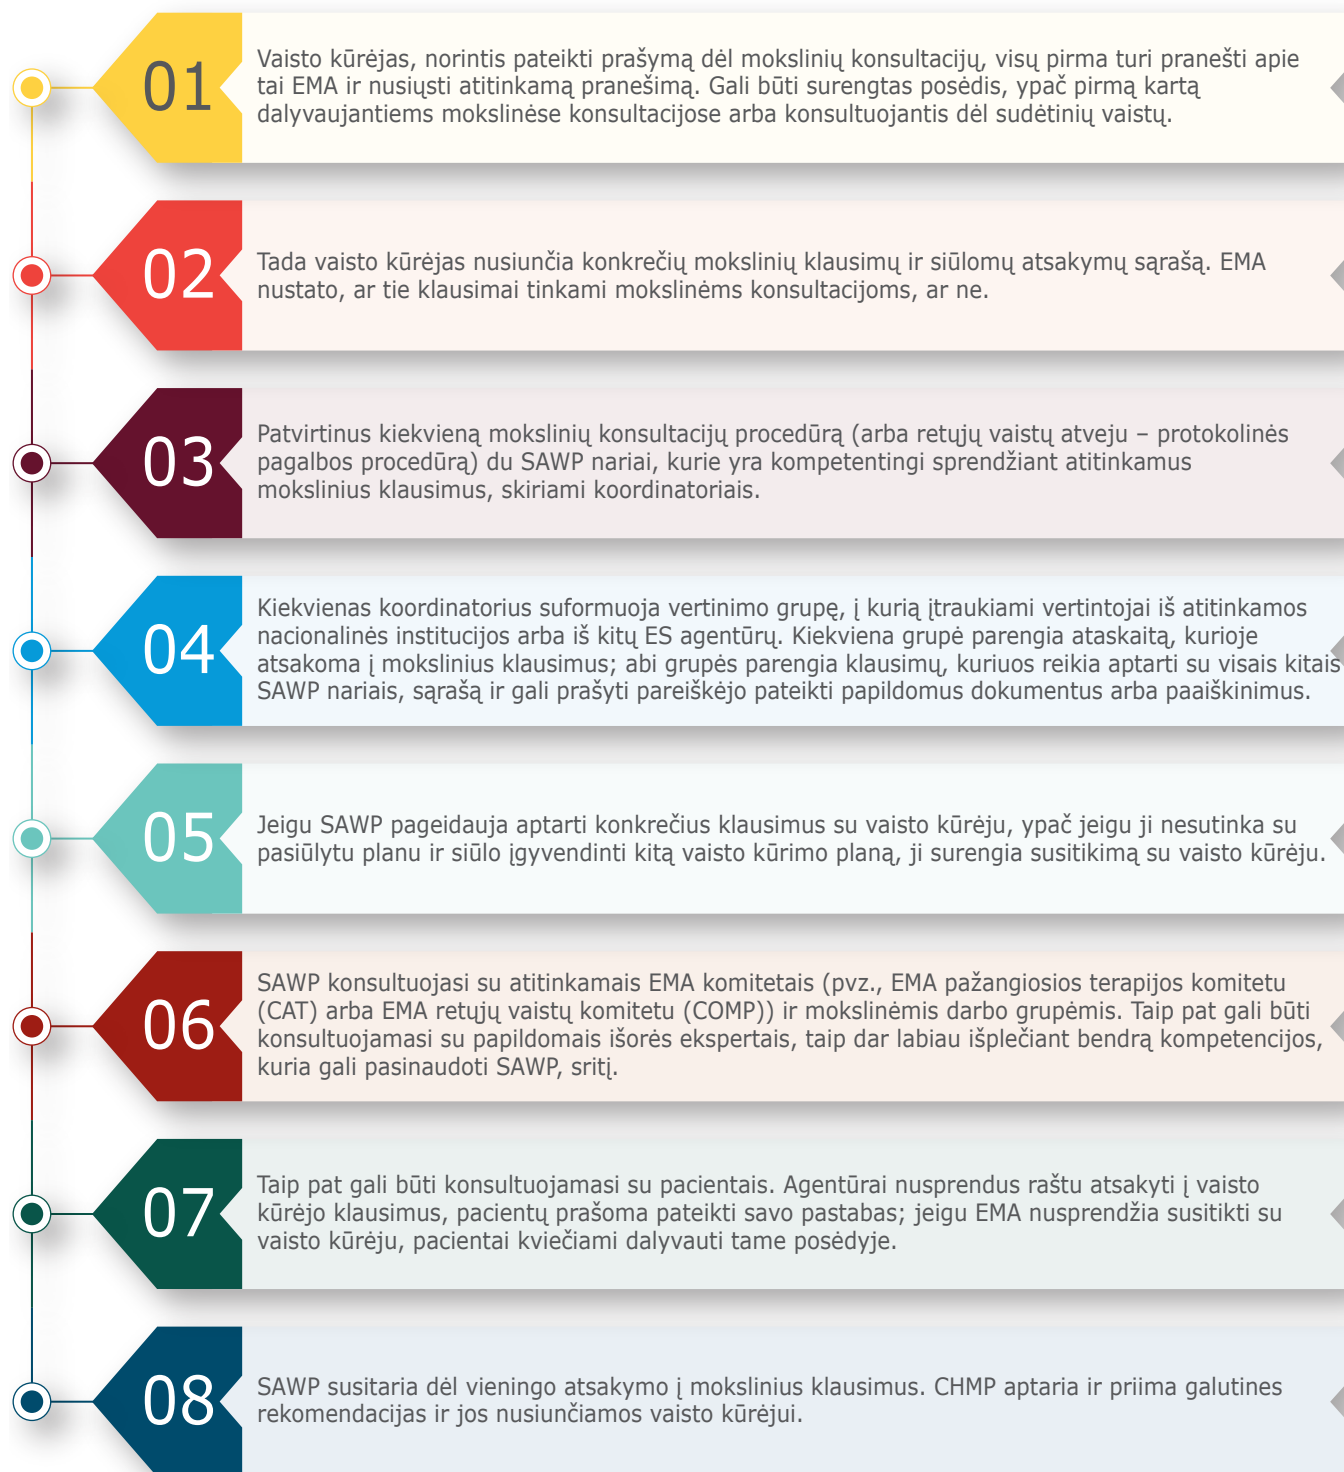 01
Vaisto kūrėjas, norintis pateikti prašymą dėl mokslinių konsultacijų, visų pirma turi pranešti apie
tai EMA ir nusiųsti atitinkamą pranešimą. Gali būti surengtas posėdis, ypač pirmą kartą
dalyvaujantiems mokslinėse konsultacijose arba konsultuojantis dėl sudėtinių vaistų.
02
Tada vaisto kūrėjas nusiunčia konkrečių mokslinių klausimų ir siūlomų atsakymų sąrašą. EMA
nustato, ar tie klausimai tinkami mokslinėms konsultacijoms, ar ne.
03
Patvirtinus kiekvieną mokslinių konsultacijų procedūrą (arba retųjų vaistų atveju – protokolinės
pagalbos procedūrą) du SAWP nariai, kurie yra kompetentingi sprendžiant atitinkamus
mokslinius klausimus, skiriami koordinatoriais.
04
Kiekvienas koordinatorius suformuoja vertinimo grupę, į kurią įtraukiami vertintojai iš atitinkamos
nacionalinės institucijos arba iš kitų ES agentūrų. Kiekviena grupė parengia ataskaitą, kurioje
atsakoma į mokslinius klausimus; abi grupės parengia klausimų, kuriuos reikia aptarti su visais kitais
SAWP nariais, sąrašą ir gali prašyti pareiškėjo pateikti papildomus dokumentus arba paaiškinimus.
05
Jeigu SAWP pageidauja aptarti konkrečius klausimus su vaisto kūrėju, ypač jeigu ji nesutinka su
pasiūlytu planu ir siūlo įgyvendinti kitą vaisto kūrimo planą, ji surengia susitikimą su vaisto kūrėju.
06
SAWP konsultuojasi su atitinkamais EMA komitetais (pvz., EMA pažangiosios terapijos komitetu
(CAT) arba EMA retųjų vaistų komitetu (COMP)) ir mokslinėmis darbo grupėmis. Taip pat gali būti
konsultuojamasi su papildomais išorės ekspertais, taip dar labiau išplečiant bendrą kompetencijos,
kuria gali pasinaudoti SAWP, sritį.
07
Taip pat gali būti konsultuojamasi su pacientais. Agentūrai nusprendus raštu atsakyti į vaisto
kūrėjo klausimus, pacientų prašoma pateikti savo pastabas; jeigu EMA nusprendžia susitikti su
vaisto kūrėju, pacientai kviečiami dalyvauti tame posėdyje.
08
SAWP susitaria dėl vieningo atsakymo į mokslinius klausimus. CHMP aptaria ir priima galutines
rekomendacijas ir jos nusiunčiamos vaisto kūrėjui.